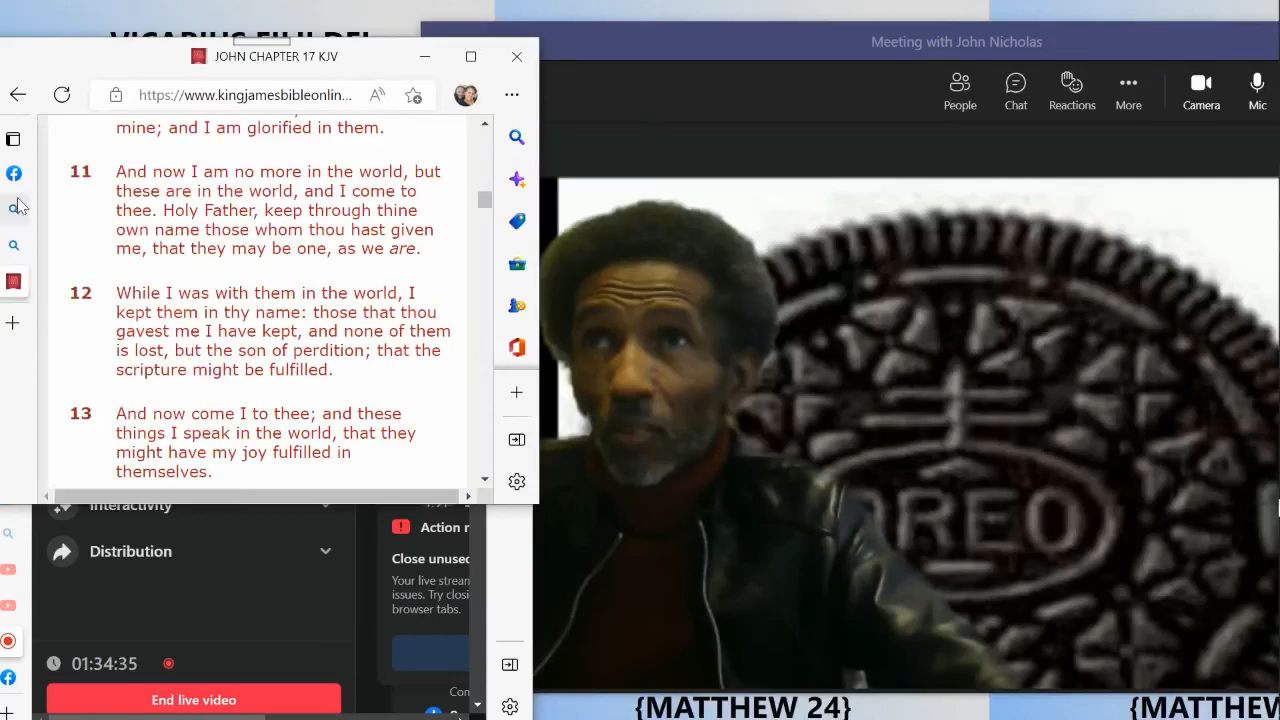 VICARIUS FILII DEI
JOHN CHAPTER 17 KJV
Meeting with John Nicholas
https://www.kingjamesbibleonlin...
People
Chat
Reactions
More
Camera
Mic
mine; and I am glorified in them.
11 And now I am no more in the world, but
these are in the world, and I come to
thee. Holy Father, keep through thine
own name those whom thou hast given
me, that they may be one, as we are.
12 While I was with them in the world, I
kept them in thy name: those that thou
gavest me I have kept, and none of them
is lost, but the son of perdition; that the
scripture might be fulfilled.
13 And now come I to thee; and these
things I speak in the world, that they
might have my joy fulfilled in
themselves.
OREO
Interactivity
Distribution
Action r
Close unused
Your live strean
issues. Try closi
browser tabs.
01:34:35
End live video
Con
{MATTHEW 24}
{MATTHEW